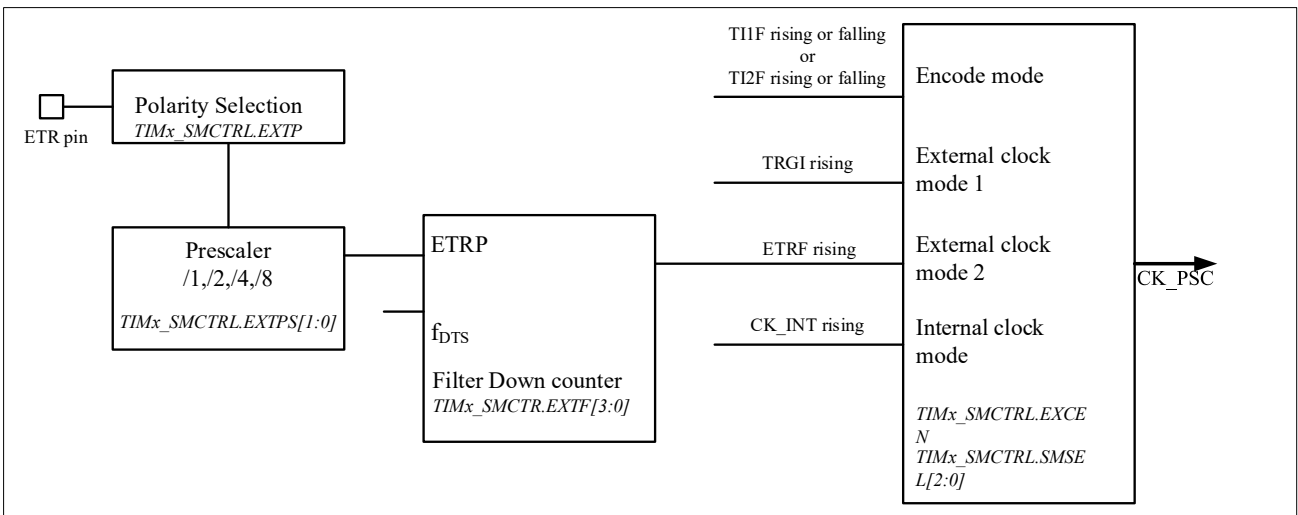 Polarity Selection
TIMx_SMCTRL.EXTP
ETR pin
Prescaler
/1,/2,/4,/8
TIMx_SMCTRL.EXTPS[1:0]
ETRP
fDTS
Filter Down counter
TIMx_SMCTR.EXTF[3:0]
TI1F rising or falling
or
TI2F rising or falling
TRGI rising
ETRF rising
CK_INT rising
Encode mode
External clock
mode 1
External clock
mode 2
Internal clock
mode
TIMx_SMCTRL.EXCE
N
TIMx_SMCTRL.SMSE
L[2:0]
CK_PSC